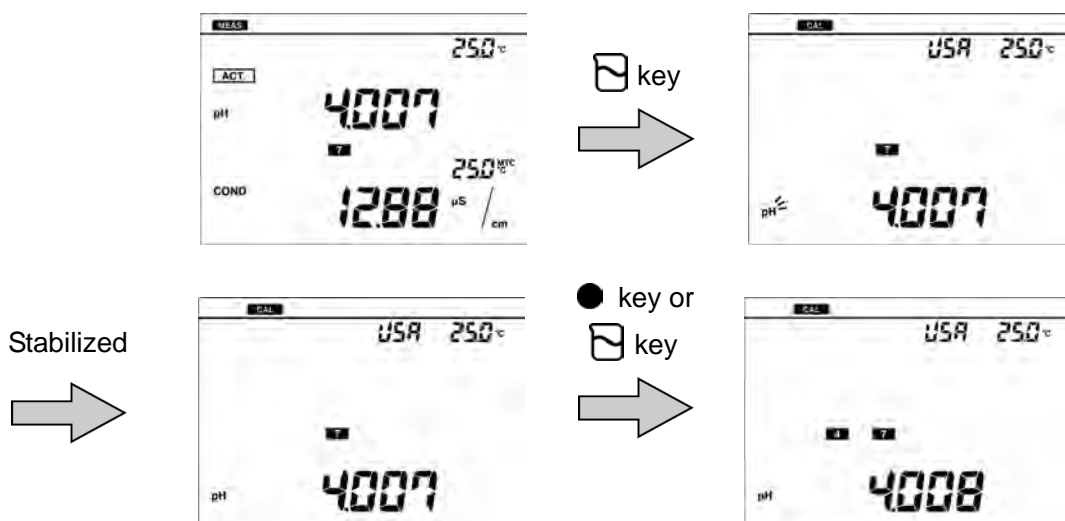 MEAS
25.0 °C
ACT.
pH
4.007
7
25.0 MTC °C
COND
12.88 µS / cm
key
CAL
USA 25.0 °C
7
pH 4.007
Stabilized
CAL
USA 25.0 °C
7
pH 4.007
key or
key
CAL
USA 25.0 °C
4 7
pH 4.008